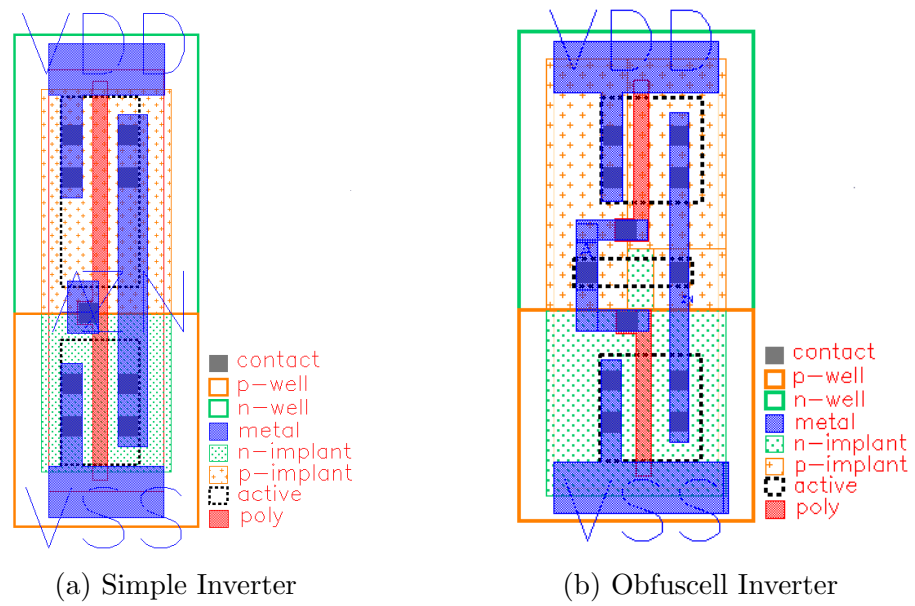 VDD
A
N
VSS
contact
p-well
n-well
metal
n-implant
p-implant
active
poly
(a) Simple Inverter
VDD
A
VSS
contact
p-well
n-well
metal
n-implant
p-implant
active
poly
(b) Obfuscell Inverter